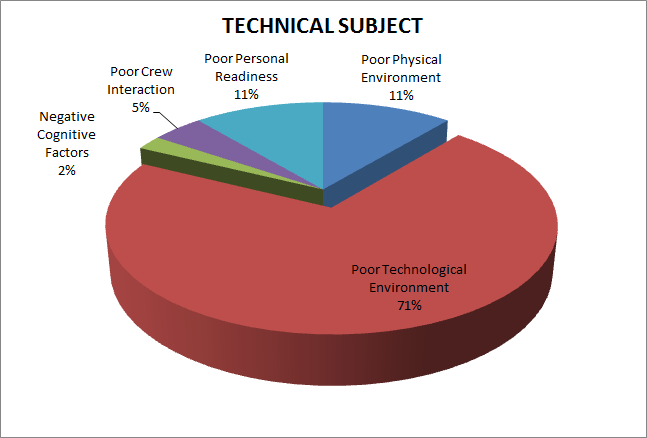 TECHNICAL SUBJECT
Poor Physical
Environment
11%
Poor Technological
Environment
71%
Negative
Cognitive
Factors
2%
Poor Crew
Interaction
5%
Poor Personal
Readiness
11%